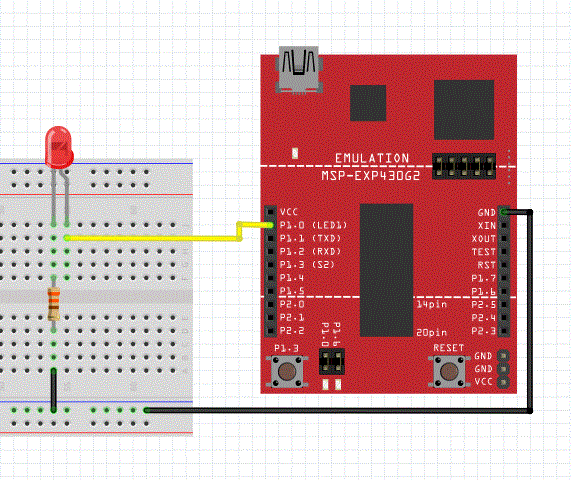 EMULATION
MSP-EXP430G2
VCC
P1.0 (LED1)
P1.1 (TXD)
P1.2 (RXD)
P1.3 (S2)
P1.4
P1.5
P2.0
P2.1
P2.2
GND
XIN
XOUT
TEST
RST
P1.7
P1.6
P2.5
P2.4
P2.3
14pin
20pin
P1.3
P1.0
P1.6
RESET
GND
GND
VCC